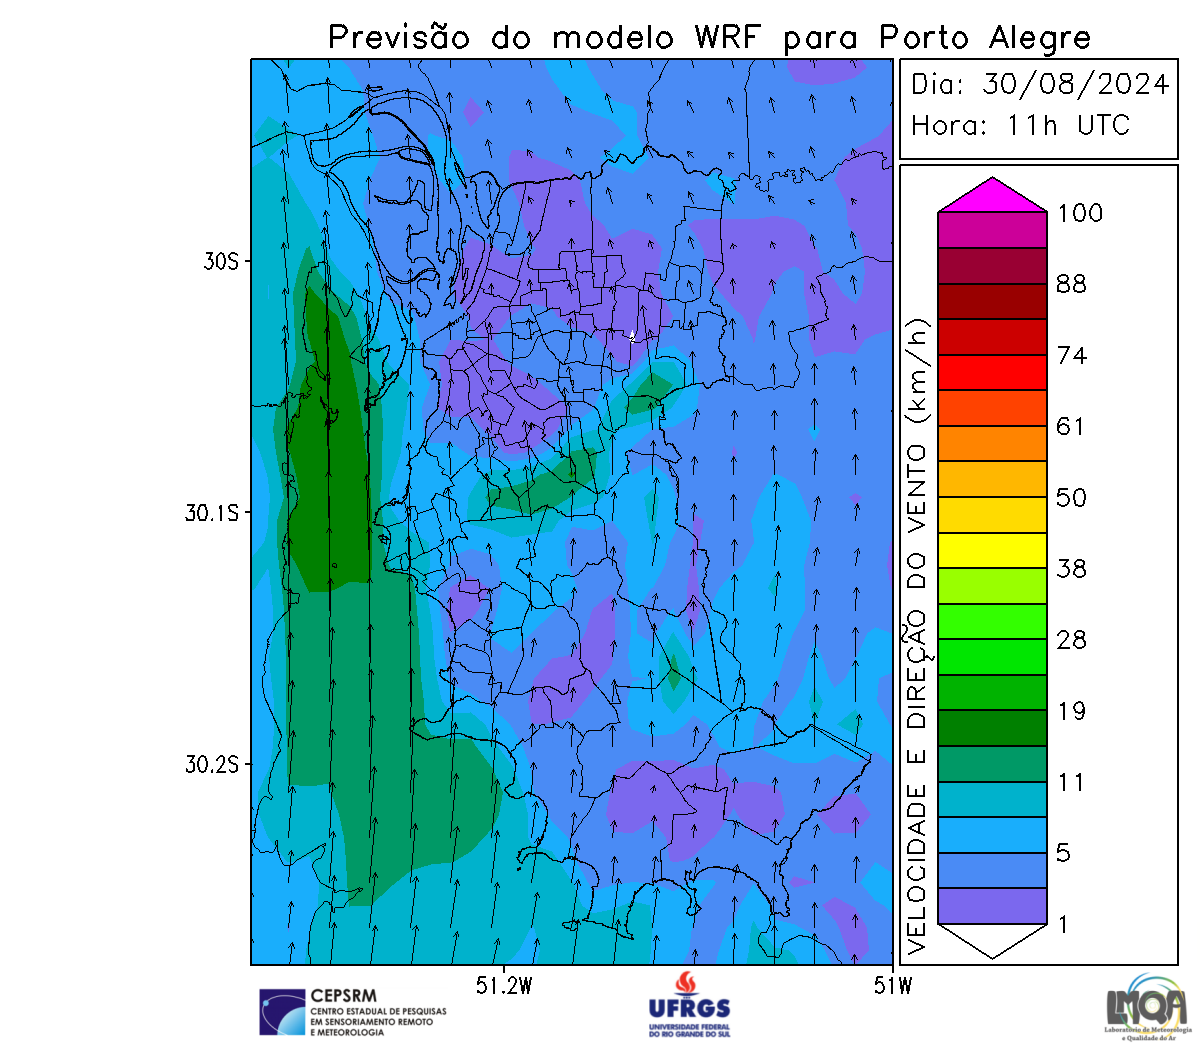 Previsão do modelo WRF para Porto Alegre
Dia: 30/08/2024
Hora: 11h UTC
100
88
74
61
50
38
28
19
11
5
1
VELOCIDADE E DIREÇÃO DO VENTO (km/h)
30S
30.1S
30.2S
51.2W
51W
CEPSRM
CENTRO ESTADUAL DE PESQUISAS
EM SENSORIAMENTO REMOTO
E METEOROLOGIA
UFRGS
UNIVERSIDADE FEDERAL
DO RIO GRANDE DO SUL
LMQA
Laboratório de Meteorologia
e Qualidade do Ar